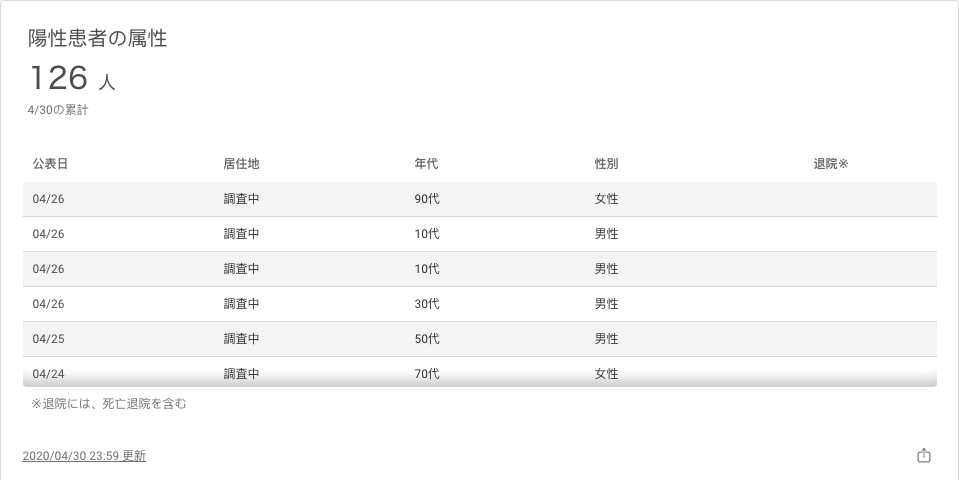 陽性患者の属性
126 人
4/30の累計
公表日 居住地 年代 性別 退院※
04/26 調査中 90代 女性
04/26 調査中 10代 男性
04/26 調査中 10代 男性
04/26 調査中 30代 男性
04/25 調査中 50代 男性
04/24 調査中 70代 女性
※退院には、死亡退院を含む
2020/04/30 23:59 更新